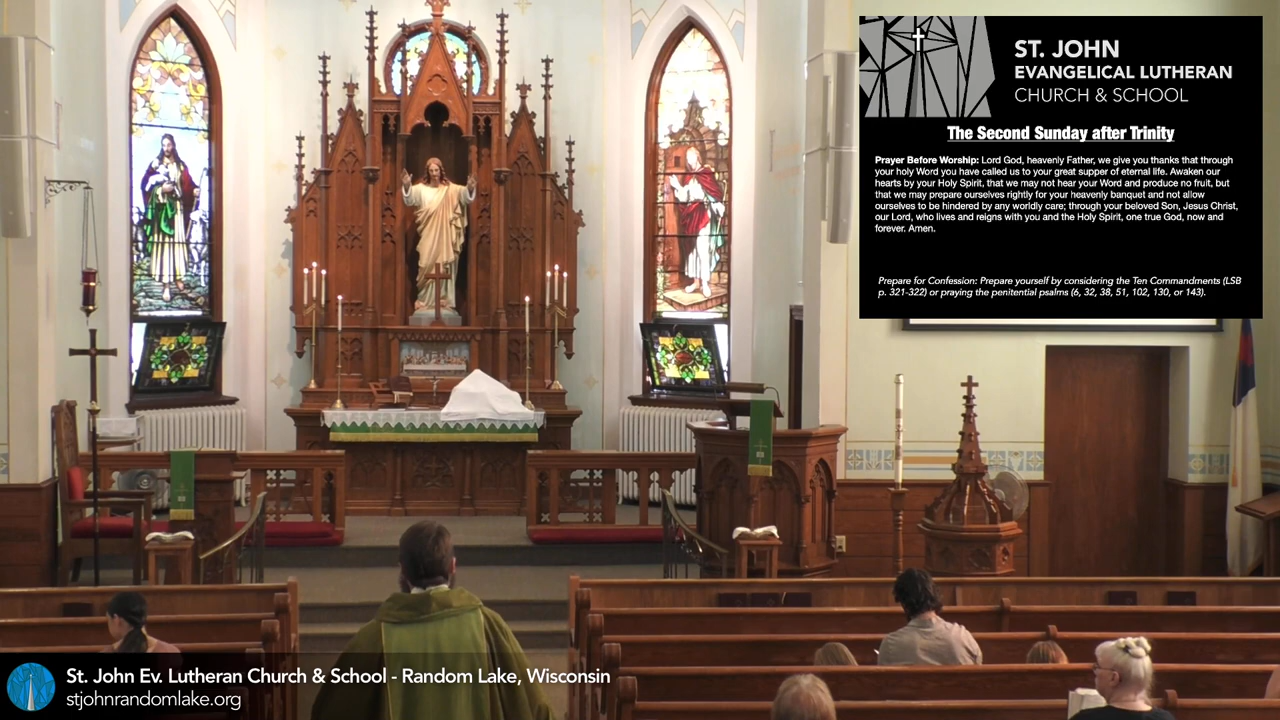 ST. JOHN
EVANGELICAL LUTHERAN
CHURCH & SCHOOL
The Second Sunday after Trinity
Prayer Before Worship: Lord God, heavenly Father, we give you thanks that through
your holy Word you have called us to your great supper of eternal life. Awaken our
hearts by your Holy Spirit, that we may not hear your Word and produce no fruit, but
that we may prepare ourselves rightly for your heavenly banquet and not allow
ourselves to be hindered by any worldly care; through your beloved Son, Jesus Christ,
our Lord, who lives and reigns with you and the Holy Spirit, one true God, now and
forever. Amen.
Prepare for Confession: Prepare yourself by considering the Ten Commandments (LSB
p. 321-322) or praying the penitential psalms (6, 32, 38, 51, 102, 130, or 143).
St. John Ev. Lutheran Church & School - Random Lake, Wisconsin
stjohnrandomlake.org